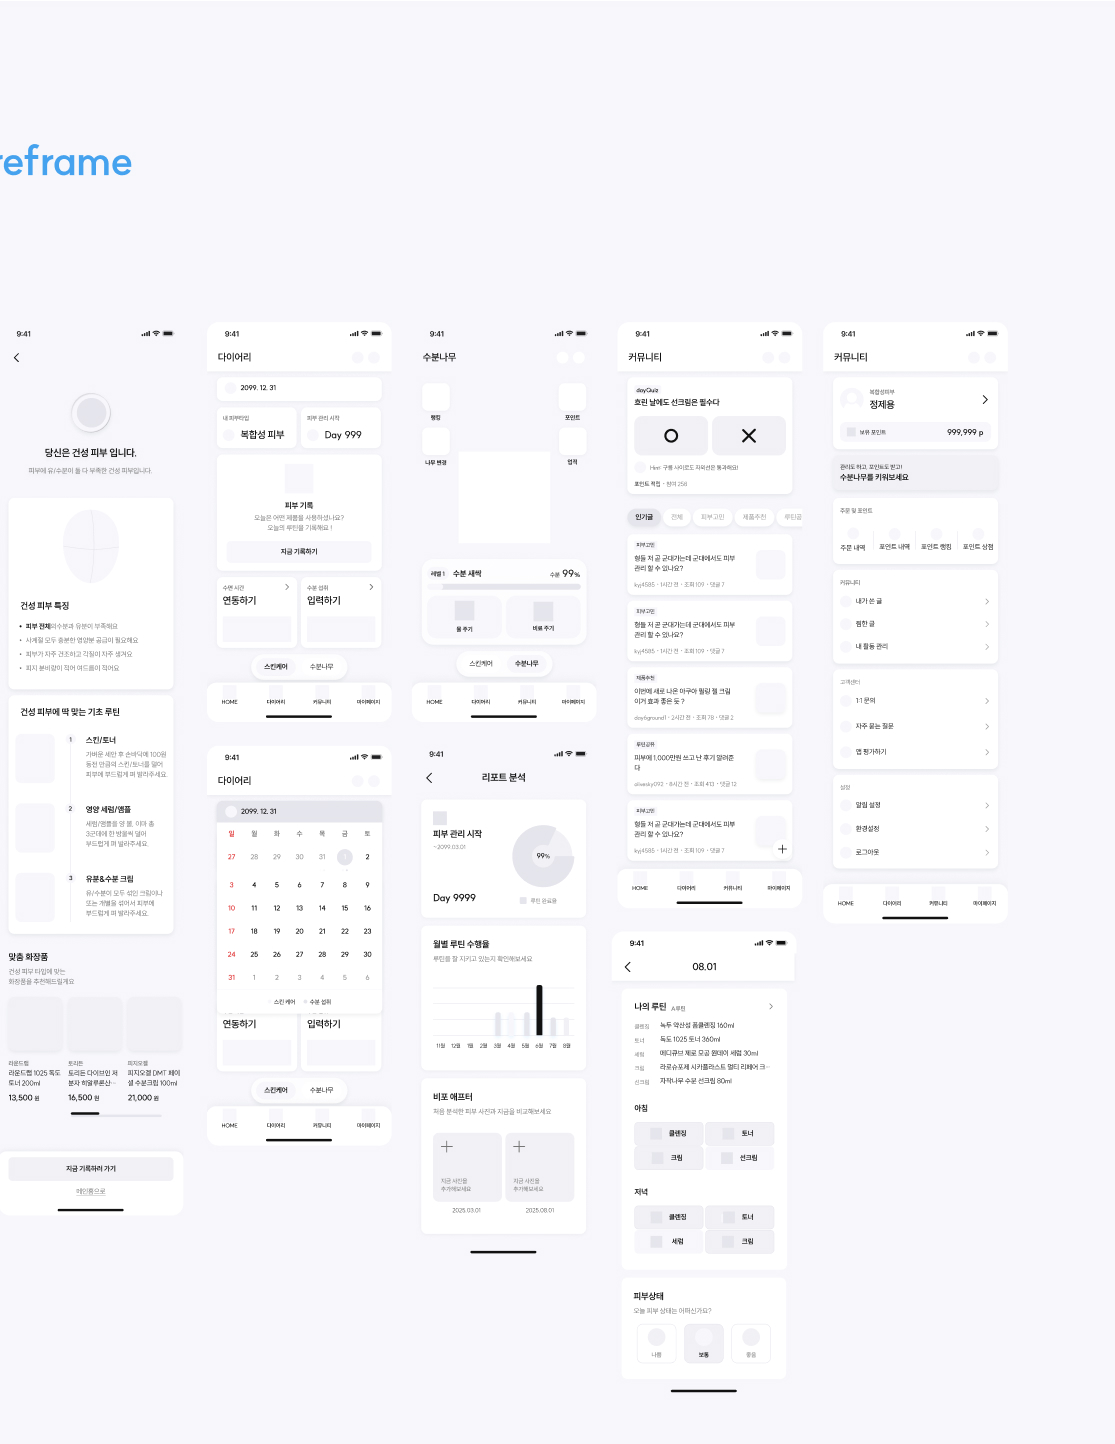 reframe
9:41
당신은 건성 피부 입니다.
피부에 유/수분이 둘 다 부족한 건성 피부입니다.
건성 피부 특징
• 피부 전체의수분과 유분이 부족해요
• 사계절 모두 충분한 영양분 공급이 필요해요
• 피부가 자주 건조하고 각질이 자주 생겨요
• 피지 분비량이 적어 여드름이 적어요
건성 피부에 딱 맞는 기초 루틴
1 스킨/토너
가벼운 세안 후 손바닥에 100원
동전 만큼의 스킨/토너를 덜어
피부에 부드럽게 펴 발라주세요.
2 영양 세럼/앰플
세럼/앰플을 양 볼, 이마 총
3군데에 한 방울씩 덜어
부드럽게 펴 발라주세요.
3 유분&수분 크림
유/수분이 모두 섞인 크림이나
또는 개별을 섞어서 피부에
부드럽게 펴 발라주세요.
맞춤 화장품
건성 피부 타입에 맞는
화장품을 추천해드릴게요
라운드랩
라운드랩 1025 독도
토너 200ml
13,500 원
토리든
토리든 다이브인 저
분자 히알루론산…
16,500 원
피지오겔
피지오겔 DMT 페이
셜 수분크림 100ml
21,000 원
지금 기록하러 가기
메인홈으로
9:41
다이어리
2099. 12. 31
내 피부타입
복합성 피부
피부 관리 시작
Day 999
피부 기록
오늘은 어떤 제품을 사용하셨나요?
오늘의 루틴을 기록해요 !
지금 기록하기
수면 시간
연동하기
수분 섭취
입력하기
스킨케어 수분나무
HOME 다이어리 커뮤니티 마이페이지
9:41
다이어리
2099. 12. 31
일 월 화 수 목 금 토
27 28 29 30 31 1 2
3 4 5 6 7 8 9
10 11 12 13 14 15 16
17 18 19 20 21 22 23
24 25 26 27 28 29 30
31 1 2 3 4 5 6
스킨 케어 수분 섭취
연동하기 입력하기
스킨케어 수분나무
HOME 다이어리 커뮤니티 마이페이지
9:41
수분나무
랭킹
포인트
나무 변경
업적
레벨 1 수분 새싹 수분 99%
물 주기 비료 주기
스킨케어 수분나무
HOME 다이어리 커뮤니티 마이페이지
9:41
리포트 분석
피부 관리 시작
~2099.03.01
99%
Day 9999
루틴 완료율
월별 루틴 수행율
루틴을 잘 지키고 있는지 확인해보세요
11월 12월 1월 2월 3월 4월 5월 6월 7월 8월
비포 애프터
처음 분석한 피부 사진과 지금을 비교해보세요
지금 사진을
추가해보세요
지금 사진을
추가해보세요
2025.03.01 2025.08.01
9:41
커뮤니티
dayQuiz
흐린 날에도 선크림은 필수다
Hint! 구름 사이로도 자외선은 통과해요!
포인트 적립 · 참여 258
인기글 전체 피부고민 제품추천 루틴공
피부고민
형들 저 곧 군대가는데 군대에서도 피부
관리 할 수 있나요?
kyj4585 · 1시간 전 · 조회 109 · 댓글 7
피부고민
형들 저 곧 군대가는데 군대에서도 피부
관리 할 수 있나요?
kyj4585 · 1시간 전 · 조회 109 · 댓글 7
제품추천
이번에 새로 나온 아쿠아 필링 젤 크림
이거 효과 좋은 듯 ?
day6ground1 · 2시간 전 · 조회 78 · 댓글 2
루틴공유
피부에 1,000만원 쓰고 난 후기 알려준
다
olivesky092 · 8시간 전 · 조회 413 · 댓글 12
피부고민
형들 저 곧 군대가는데 군대에서도 피부
관리 할 수 있나요?
kyj4585 · 1시간 전 · 조회 109 · 댓글 7
HOME 다이어리 커뮤니티 마이페이지
9:41
08.01
나의 루틴 A루틴
클렌징 녹두 약산성 폼클렌징 160ml
토너 독도 1025 토너 360ml
세럼 메디큐브 제로 모공 원데이 세럼 30ml
크림 라로슈포제 시카플라스트 멀티 리페어 크…
선크림 자작나무 수분 선크림 80ml
아침
클렌징 토너
크림 선크림
저녁
클렌징 토너
세럼 크림
피부상태
오늘 피부 상태는 어떠신가요?
나쁨 보통 좋음
9:41
커뮤니티
복합성피부
정제용
보유 포인트 999,999 p
관리도 하고, 포인트도 받고!
수분나무를 키워보세요
주문 및 포인트
주문 내역 포인트 내역 포인트 랭킹 포인트 상점
커뮤니티
내가 쓴 글
찜한 글
내 활동 관리
고객센터
1:1 문의
자주 묻는 질문
앱 평가하기
설정
알림 설정
환경설정
로그아웃
HOME 다이어리 커뮤니티 마이페이지